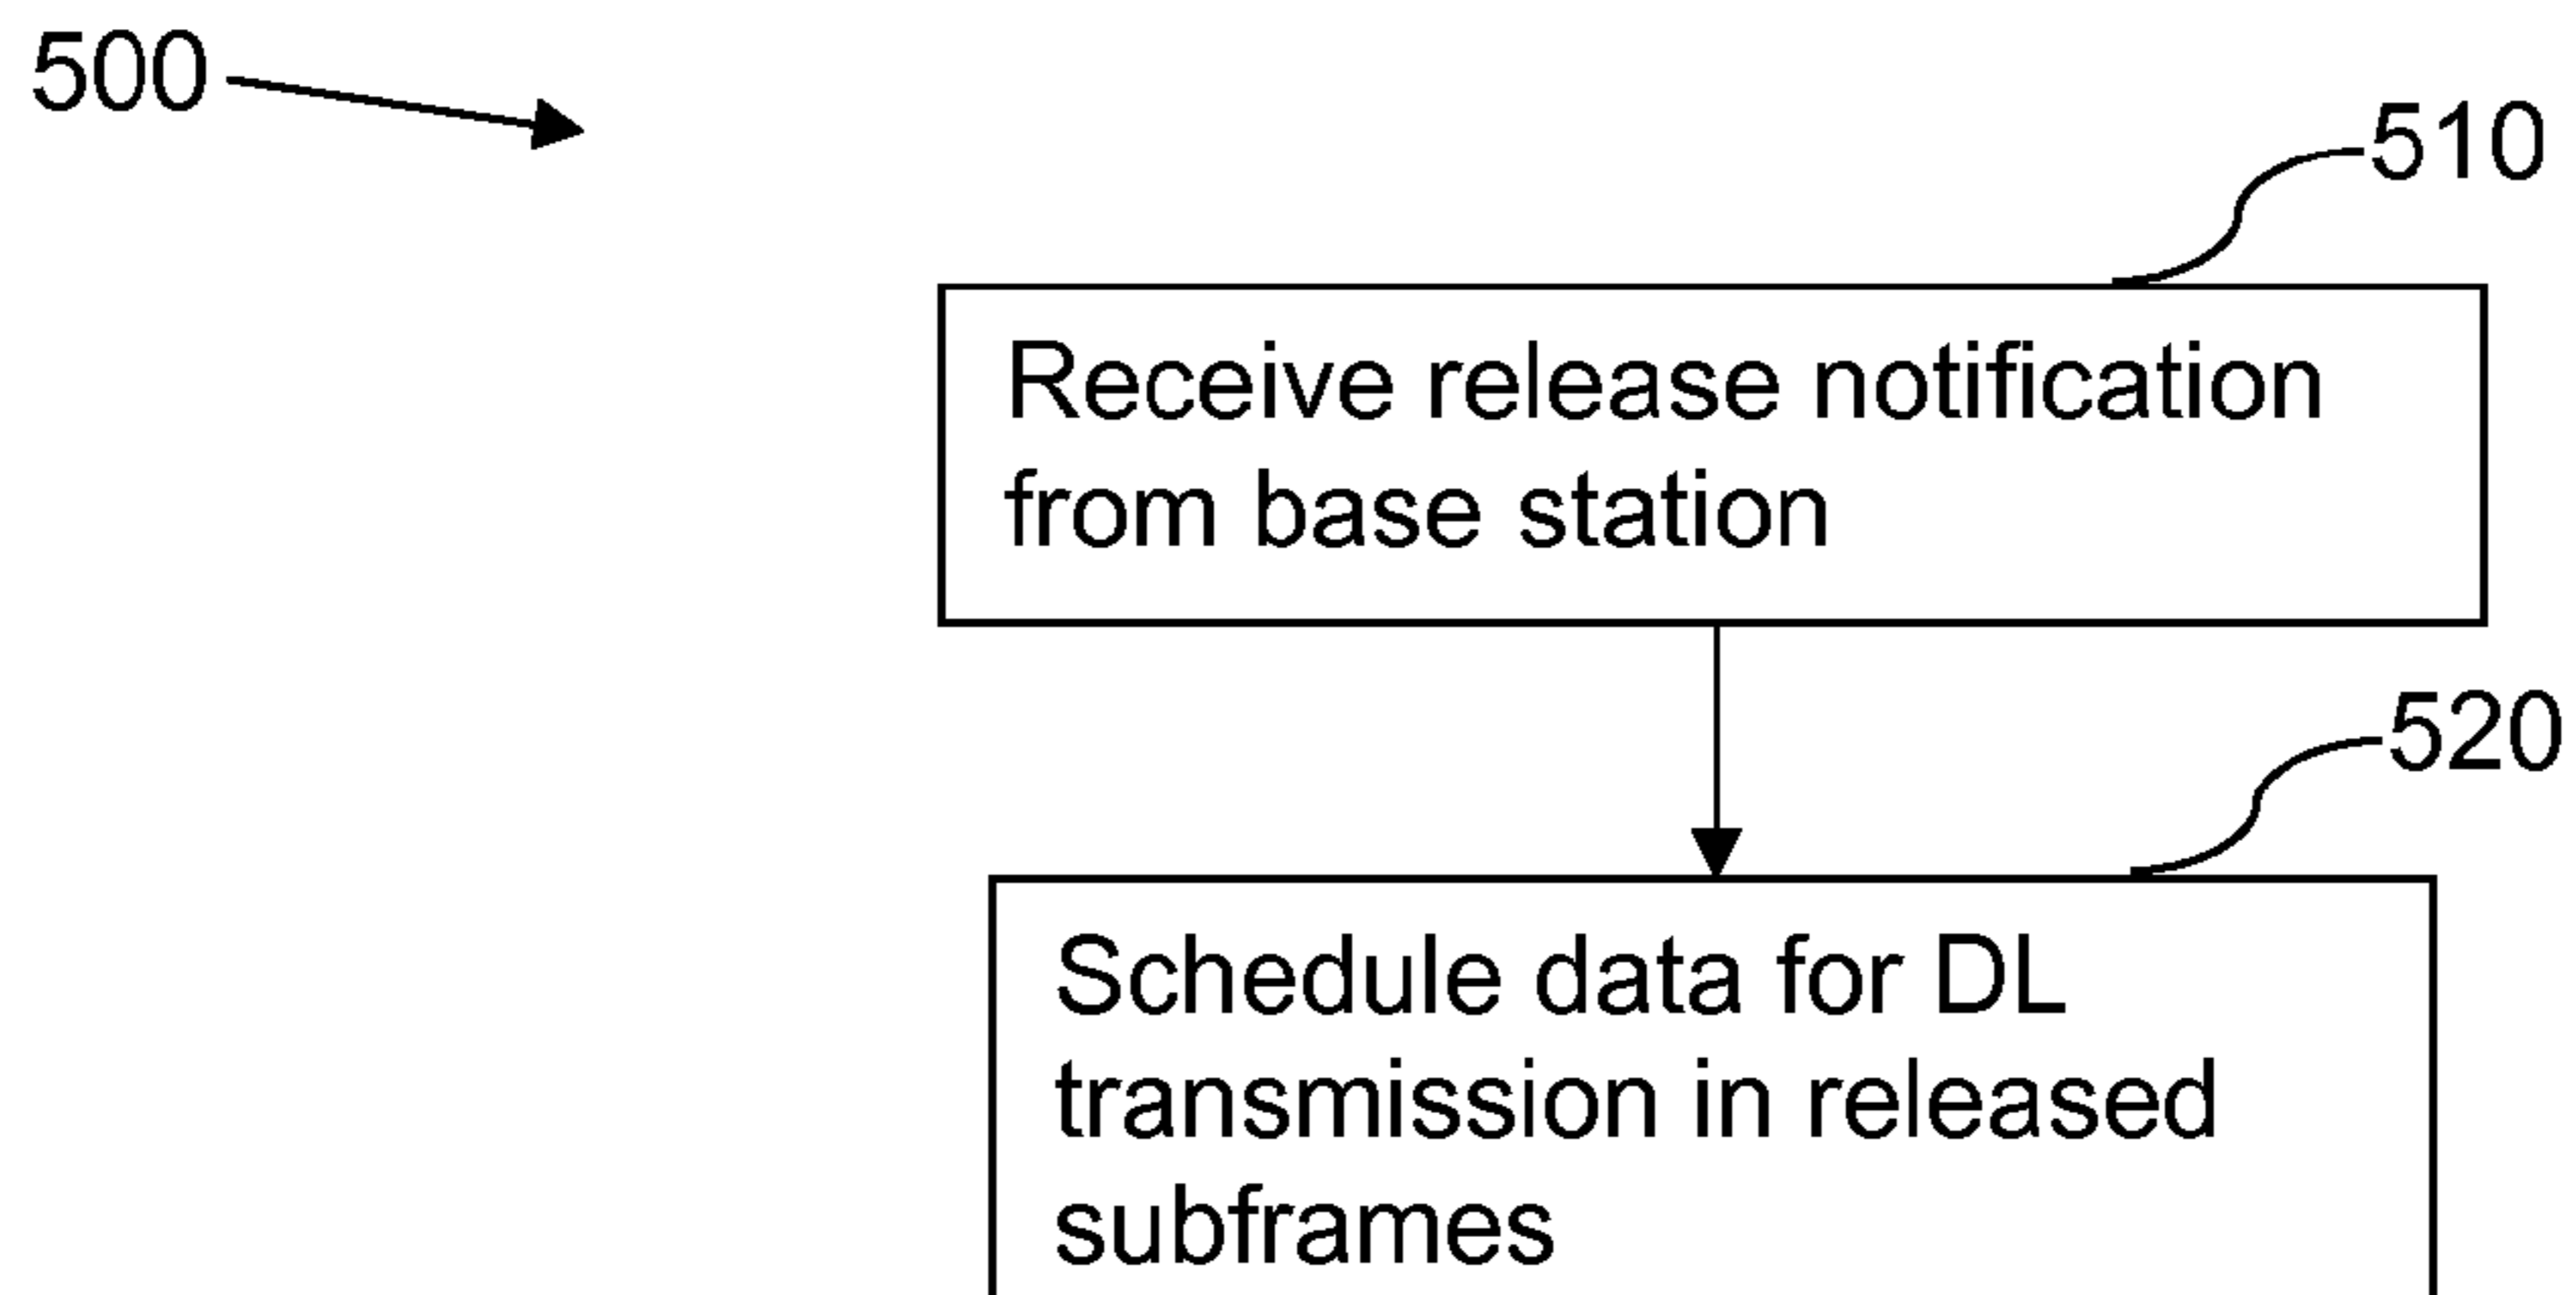 500
510
Receive release notification
from base station
520
Schedule data for DL
transmission in released
subframes